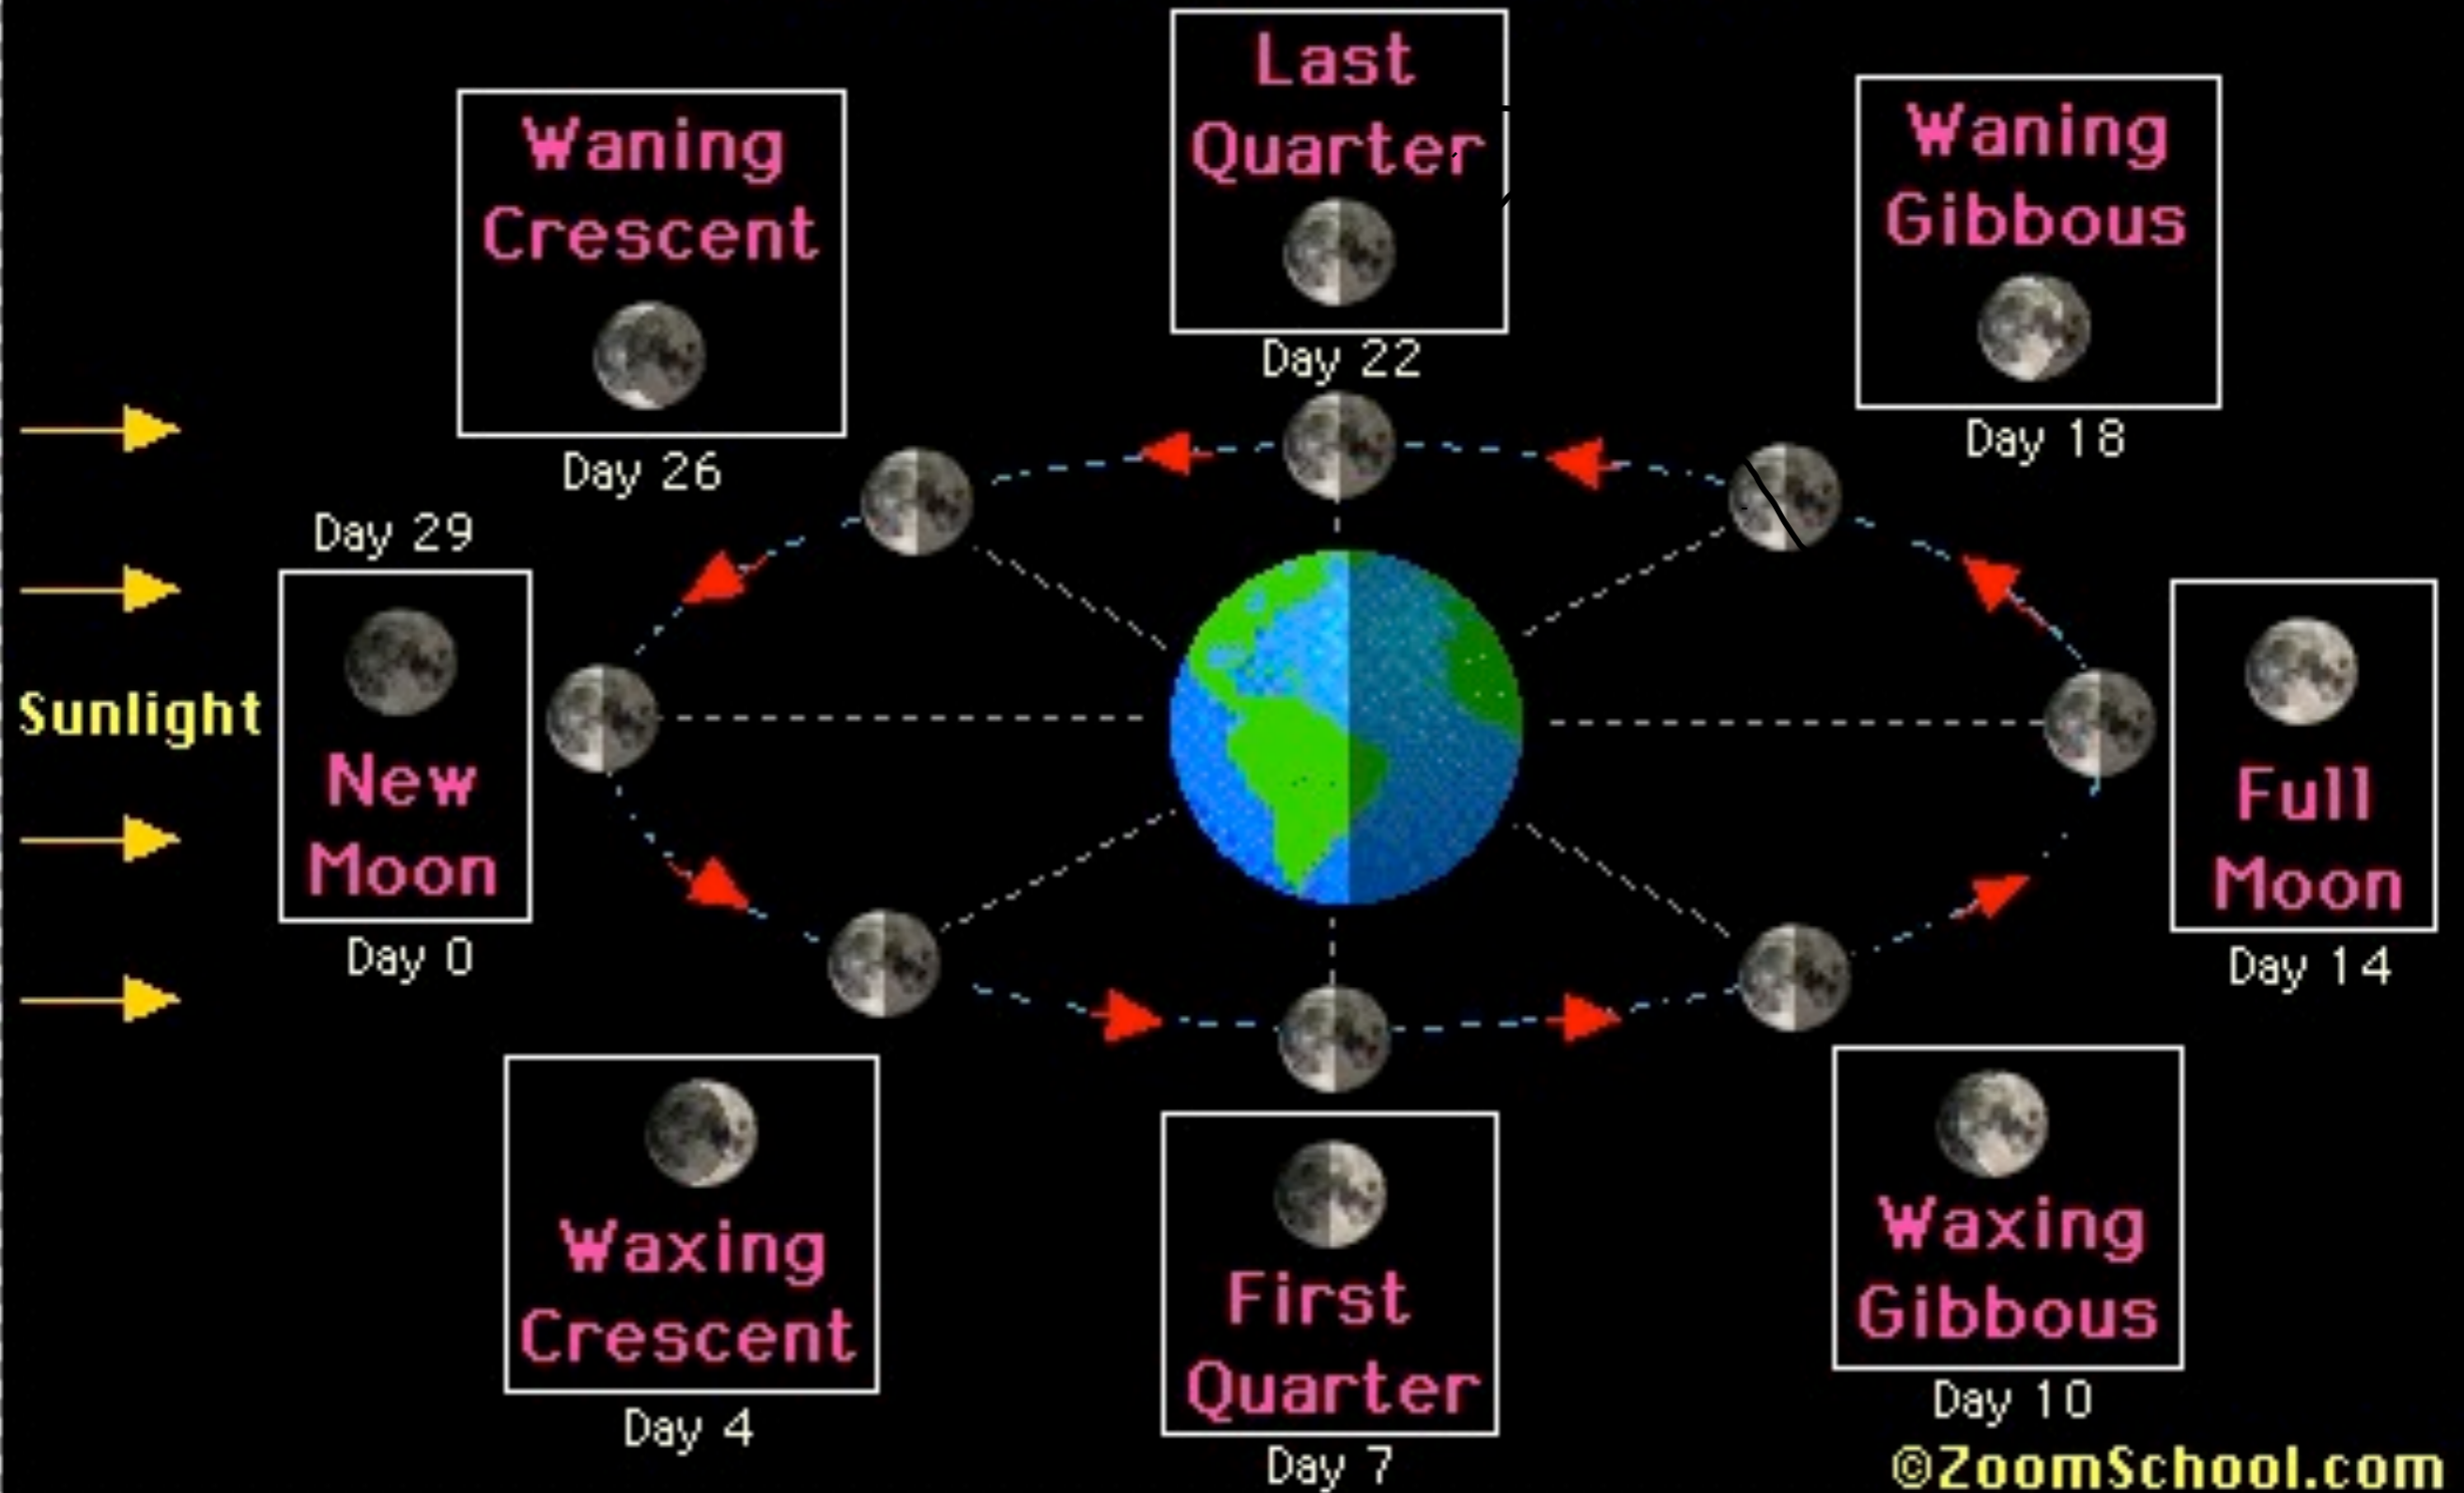 Last
Quarter
Day 22
Waning
Crescent
Day 26
Waning
Gibbous
Day 18
Day 29
New
Moon
Day 0
Sunlight
Full
Moon
Day 14
Waxing
Crescent
Day 4
First
Quarter
Day 7
Waxing
Gibbous
Day 10
©ZoomSchool.com